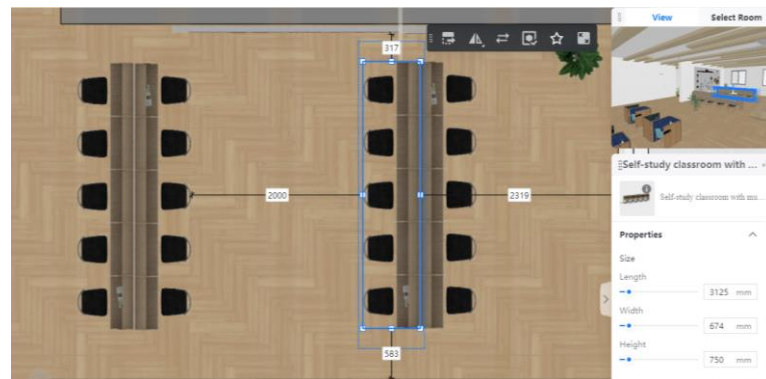 View Select Room
317
2000
2319
583
Self-study classroom with ...
Self-study classroom with mu...
Properties
Size
Length
3125 mm
Width
674 mm
Height
750 mm